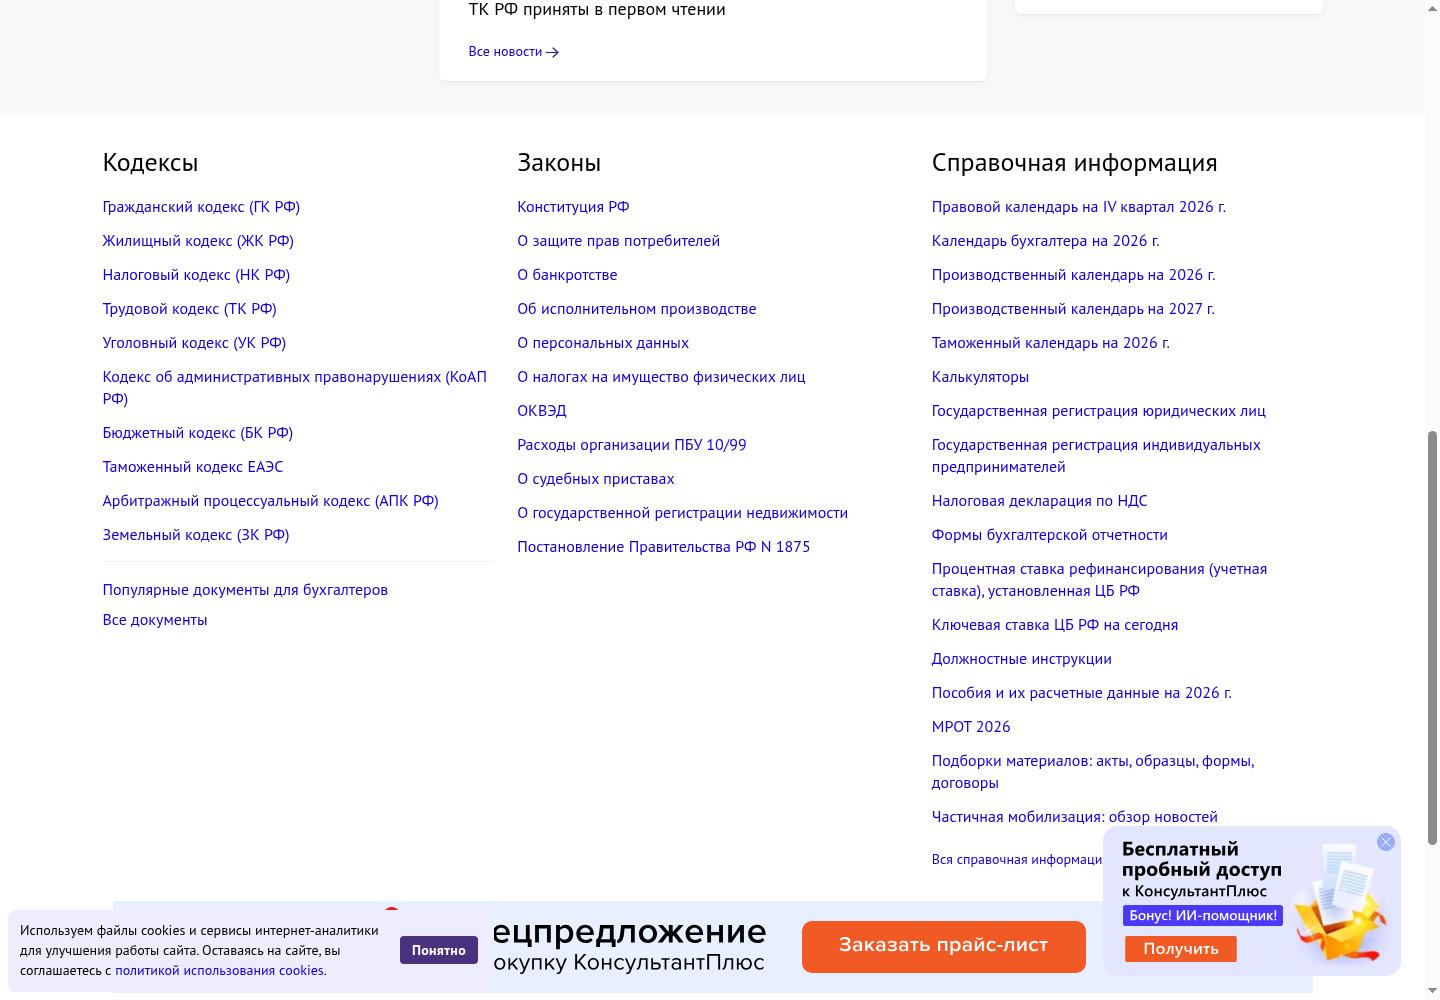 ТК РФ приняты в первом чтении
Все новости
Кодексы
Гражданский кодекс (ГК РФ)
Жилищный кодекс (ЖК РФ)
Налоговый кодекс (НК РФ)
Трудовой кодекс (ТК РФ)
Уголовный кодекс (УК РФ)
Кодекс об административных правонарушениях (КоАП
РФ)
Бюджетный кодекс (БК РФ)
Таможенный кодекс ЕАЭС
Арбитражный процессуальный кодекс (АПК РФ)
Земельный кодекс (ЗК РФ)
Популярные документы для бухгалтеров
Все документы
Законы
Конституция РФ
О защите прав потребителей
О банкротстве
Об исполнительном производстве
О персональных данных
О налогах на имущество физических лиц
ОКВЭД
Расходы организации ПБУ 10/99
О судебных приставах
О государственной регистрации недвижимости
Постановление Правительства РФ N 1875
Справочная информация
Правовой календарь на IV квартал 2026 г.
Календарь бухгалтера на 2026 г.
Производственный календарь на 2026 г.
Производственный календарь на 2027 г.
Таможенный календарь на 2026 г.
Калькуляторы
Государственная регистрация юридических лиц
Государственная регистрация индивидуальных
предпринимателей
Налоговая декларация по НДС
Формы бухгалтерской отчетности
Процентная ставка рефинансирования (учетная
ставка), установленная ЦБ РФ
Ключевая ставка ЦБ РФ на сегодня
Должностные инструкции
Пособия и их расчетные данные на 2026 г.
МРОТ 2026
Подборки материалов: акты, образцы, формы,
договоры
Частичная мобилизация: обзор новостей
Вся справочная информаци
Бесплатный
пробный доступ
к КонсультантПлюс
Бонус! ИИ-помощник!
Получить
Используем файлы cookies и сервисы интернет-аналитики
для улучшения работы сайта. Оставаясь на сайте, вы
соглашаетесь с политикой использования cookies.
Понятно
ецпредложение
окупку КонсультантПлюс
Заказать прайс-лист